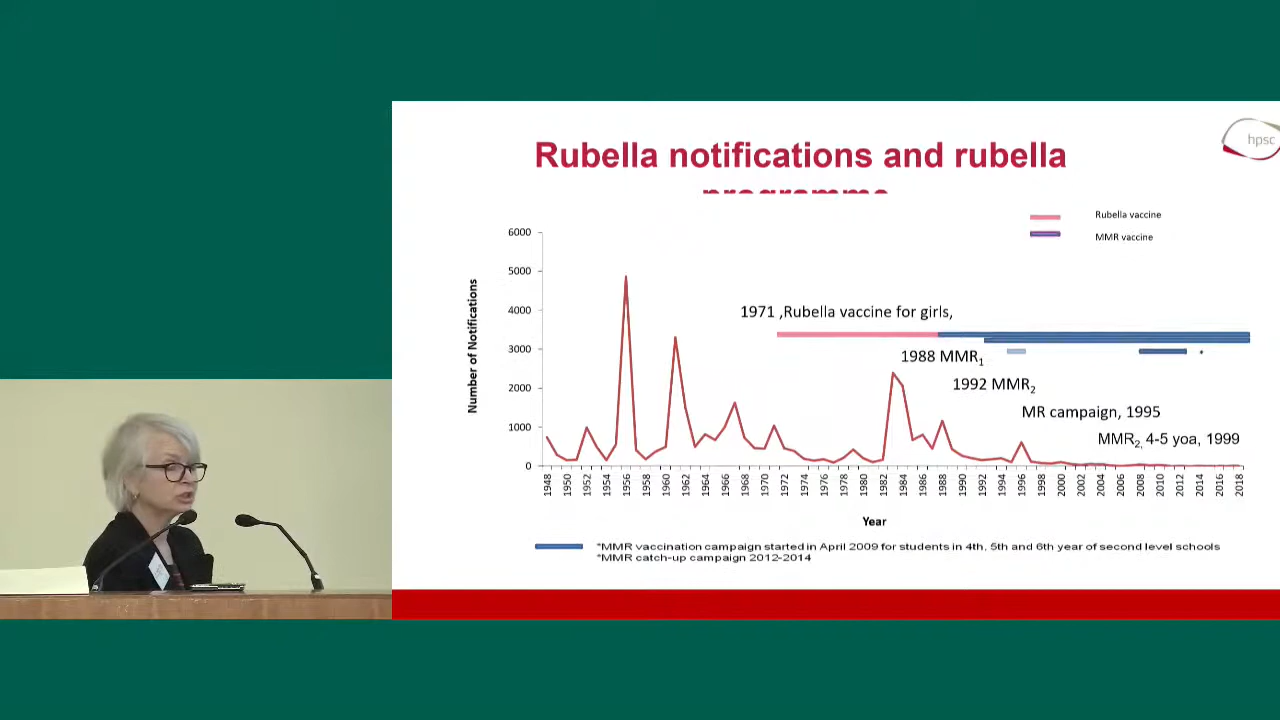 Rubella notifications and rubella
programme
hpsc
Rubella vaccine
MMR vaccine
6000
5000
4000
3000
2000
1000
0
Number of Notifications
1971 ,Rubella vaccine for girls,
1988 MMR1
1992 MMR2
MR campaign, 1995
MMR2, 4-5 yoa, 1999
1948 1950 1952 1954 1956 1958 1960 1962 1964 1966 1968 1970 1972 1974 1976 1978 1980 1982 1984 1986 1988 1990 1992 1994 1996 1998 2000 2002 2004 2006 2008 2010 2012 2014 2016 2018
Year
*MMR vaccination campaign started in April 2009 for students in 4th, 5th and 6th year of second level schools
*MMR catch-up campaign 2012-2014